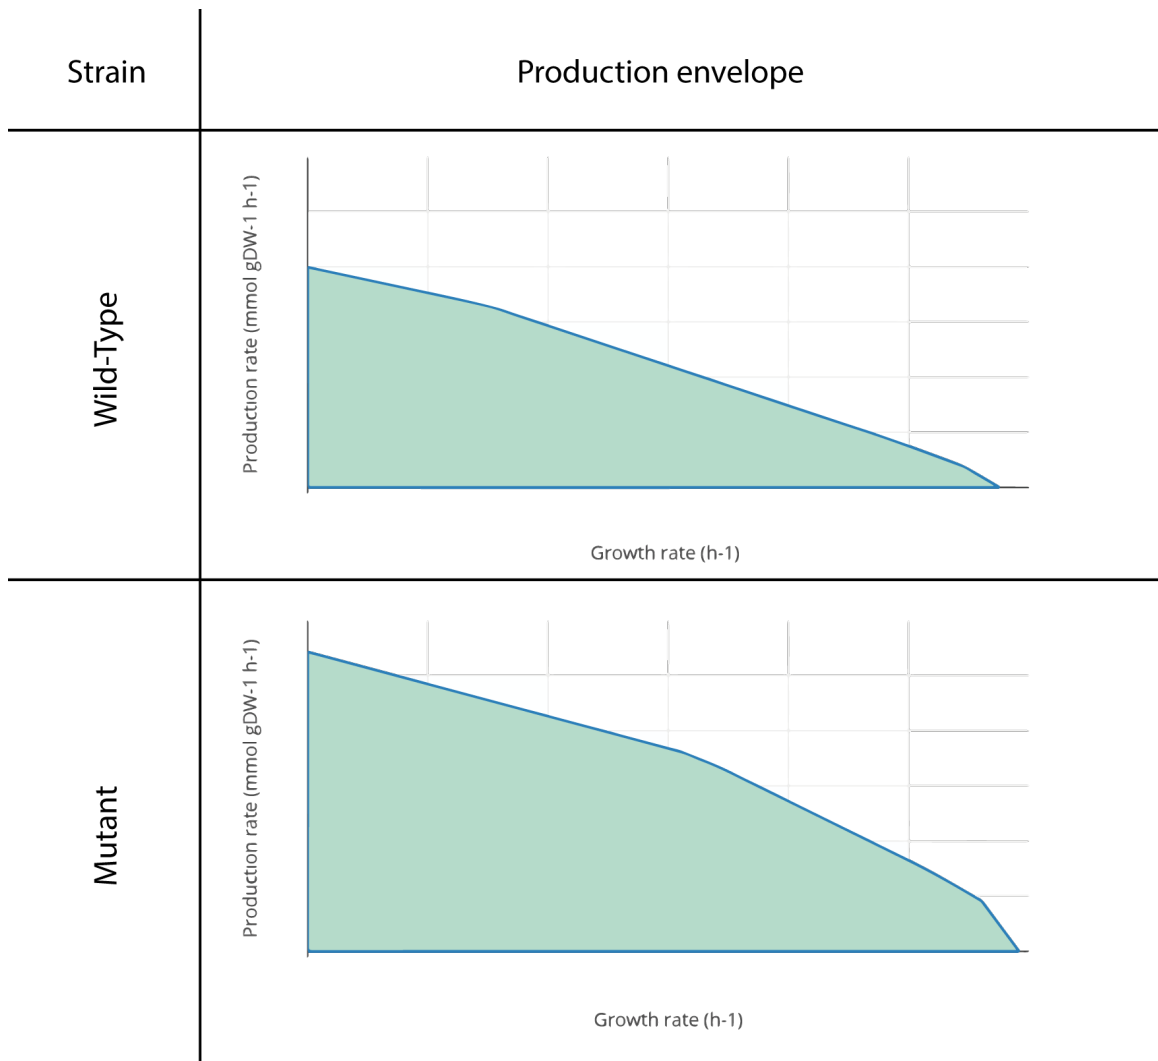 Strain
Production envelope
Wild-Type
Production rate (mmol gDW-1 h-1)
Growth rate (h-1)
Mutant
Production rate (mmol gDW-1 h-1)
Growth rate (h-1)